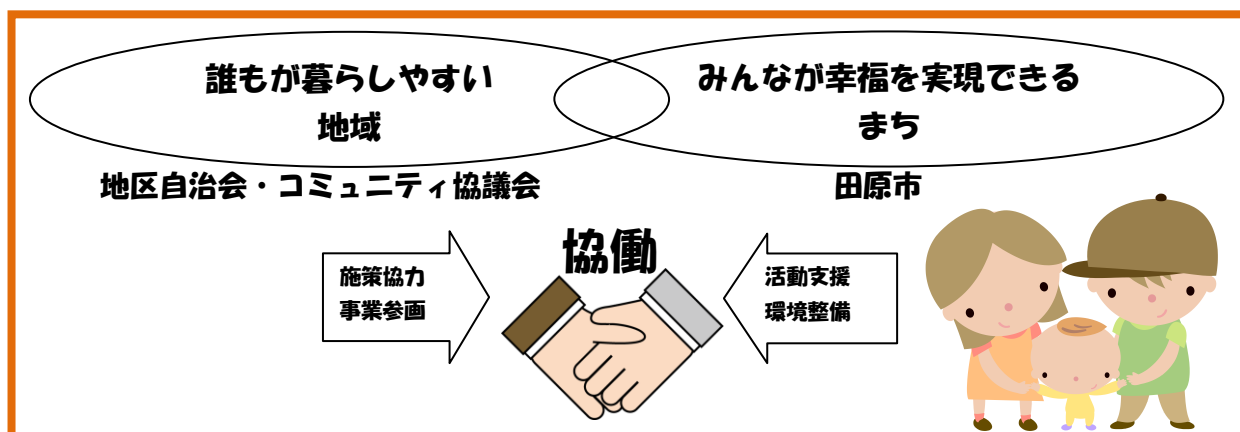 誰もが暮らしやすい
地域
みんなが幸福を実現できる
まち
地区自治会・コミュニティ協議会
田原市
協働
施策協力
事業参画
活動支援
環境整備